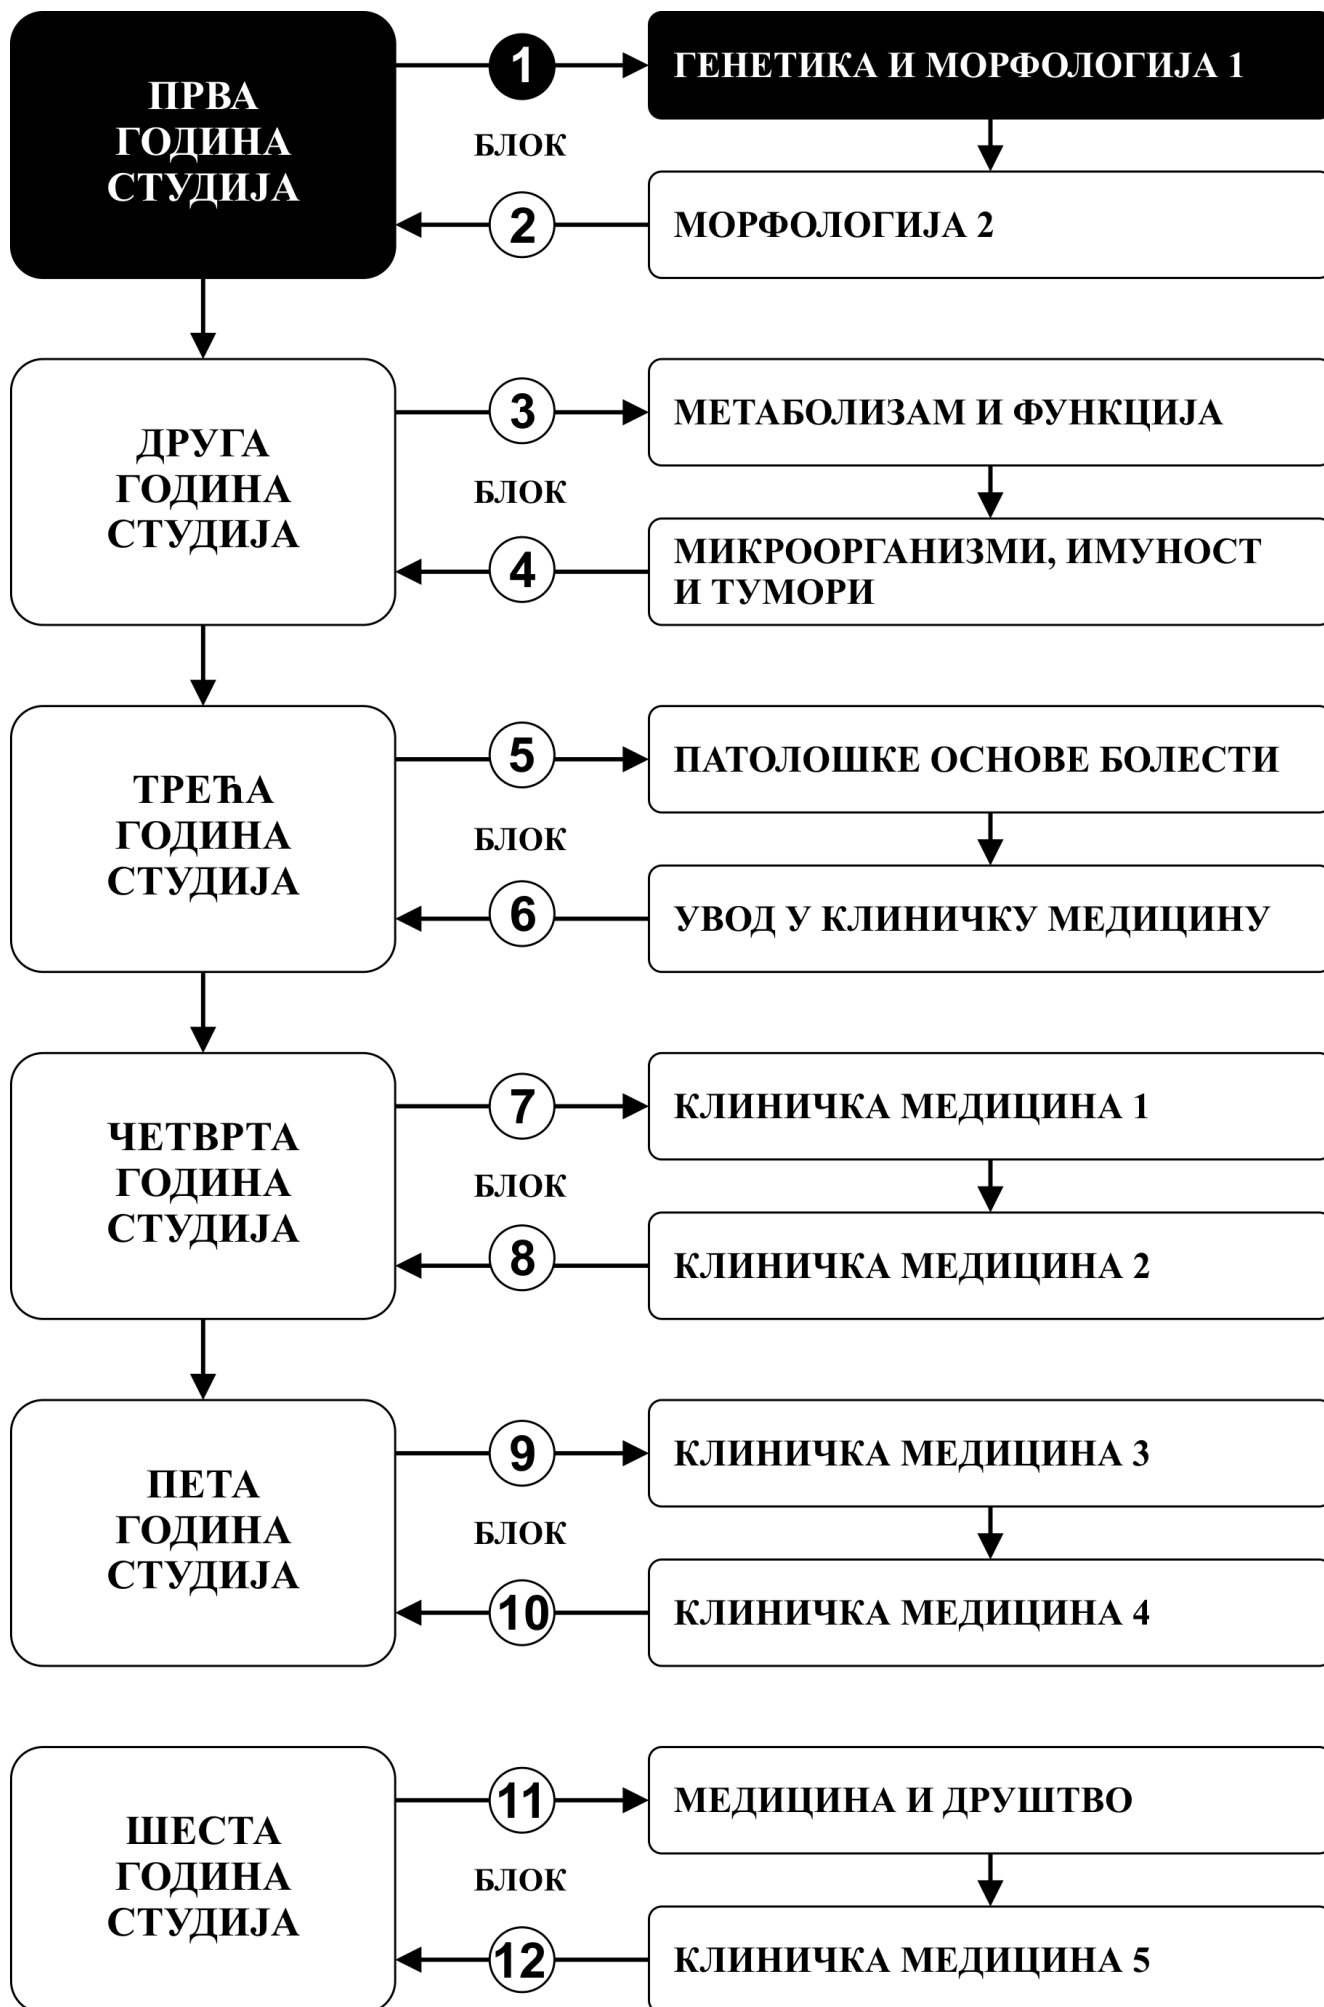 ПРВА
ГОДИНА
СТУДИЈА
1
ГЕНЕТИКА И МОРФОЛОГИЈА 1
БЛОК
2
МОРФОЛОГИЈА 2
ДРУГА
ГОДИНА
СТУДИЈА
3
МЕТАБОЛИЗАМ И ФУНКЦИЈА
БЛОК
4
МИКРООРГАНИЗМИ, ИМУНОСТ
И ТУМОРИ
ТРЕЋА
ГОДИНА
СТУДИЈА
5
ПАТОЛОШКЕ ОСНОВЕ БОЛЕСТИ
БЛОК
6
УВОД У КЛИНИЧКУ МЕДИЦИНУ
ЧЕТВРТА
ГОДИНА
СТУДИЈА
7
КЛИНИЧКА МЕДИЦИНА 1
БЛОК
8
КЛИНИЧКА МЕДИЦИНА 2
ПЕТА
ГОДИНА
СТУДИЈА
9
КЛИНИЧКА МЕДИЦИНА 3
БЛОК
10
КЛИНИЧКА МЕДИЦИНА 4
ШЕСТА
ГОДИНА
СТУДИЈА
11
МЕДИЦИНА И ДРУШТВО
БЛОК
12
КЛИНИЧКА МЕДИЦИНА 5